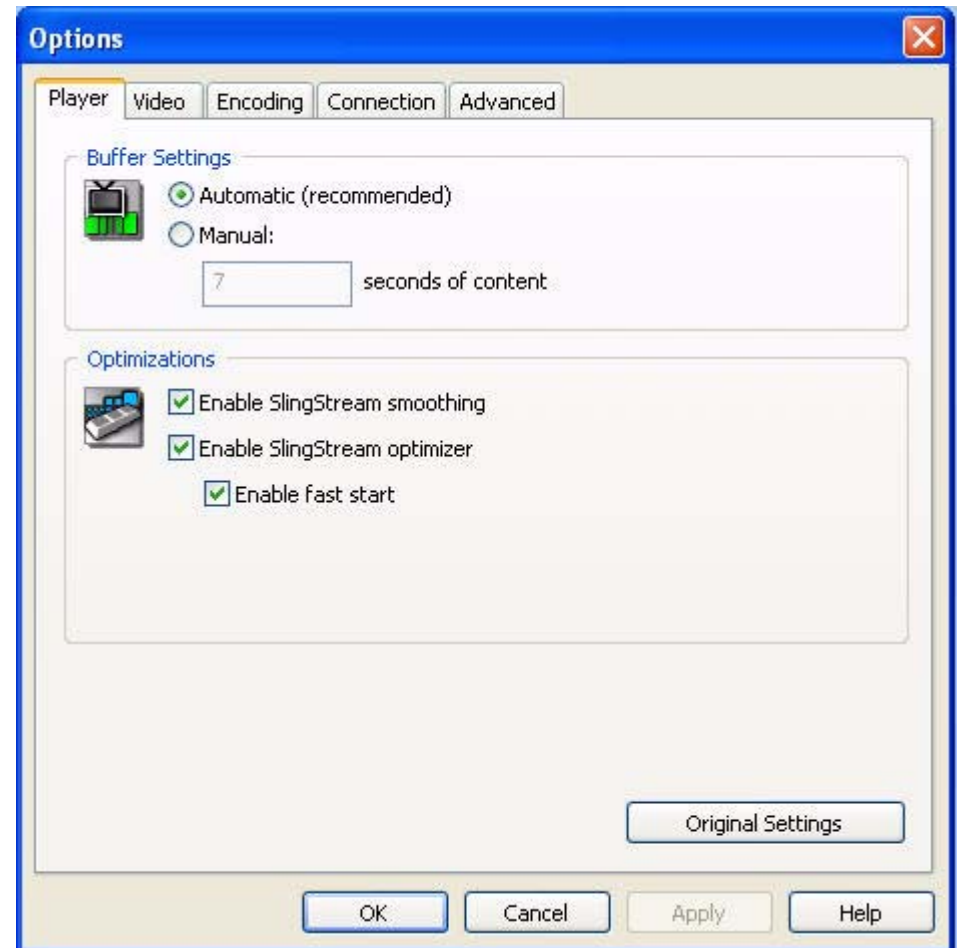 Options
Player Video Encoding Connection Advanced
Buffer Settings
Automatic (recommended)
Manual:
7 seconds of content
Optimizations
Enable SlingStream smoothing
Enable SlingStream optimizer
Enable fast start
Original Settings
OK Cancel Apply Help